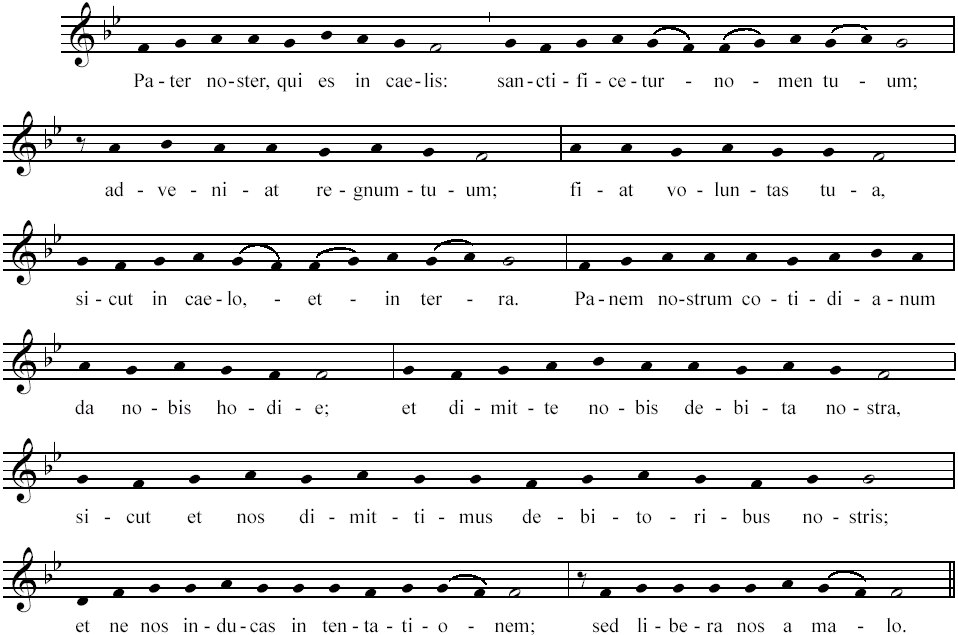 Pa - ter no - ster, qui es in cae - lis: san - cti - fi - ce - tur - no - men tu - um;
ad - ve - ni - at re - gnum - tu - um; fi - at vo - lun - tas tu - a,
si - cut in cae - lo, - et - in ter - ra. Pa - nem no - strum co - ti - di - a - num
da no - bis ho - di - e; et di - mit - te no - bis de - bi - ta no - stra,
si - cut et nos di - mit - ti - mus de - bi - to - ri - bus no - stris;
et ne nos in - du - cas in ten - ta - ti - o - nem; sed li - be - ra nos a ma - lo.